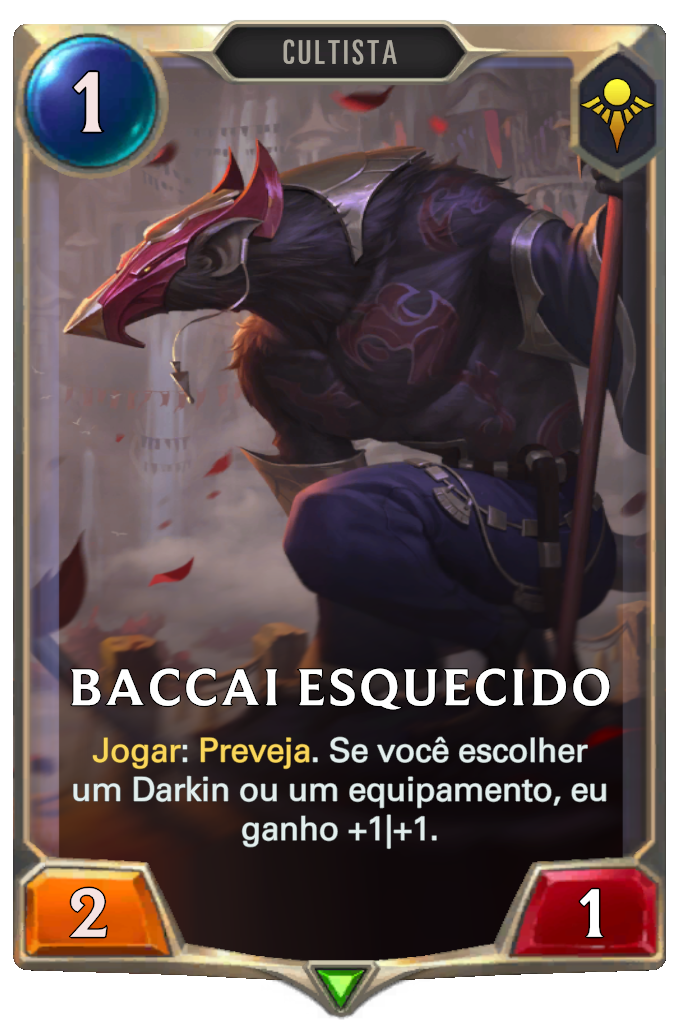 CULTISTA
1
BACCAI ESQUECIDO
Jogar: Preveja. Se você escolher
um Darkin ou um equipamento, eu
ganho +1|+1.
2
1